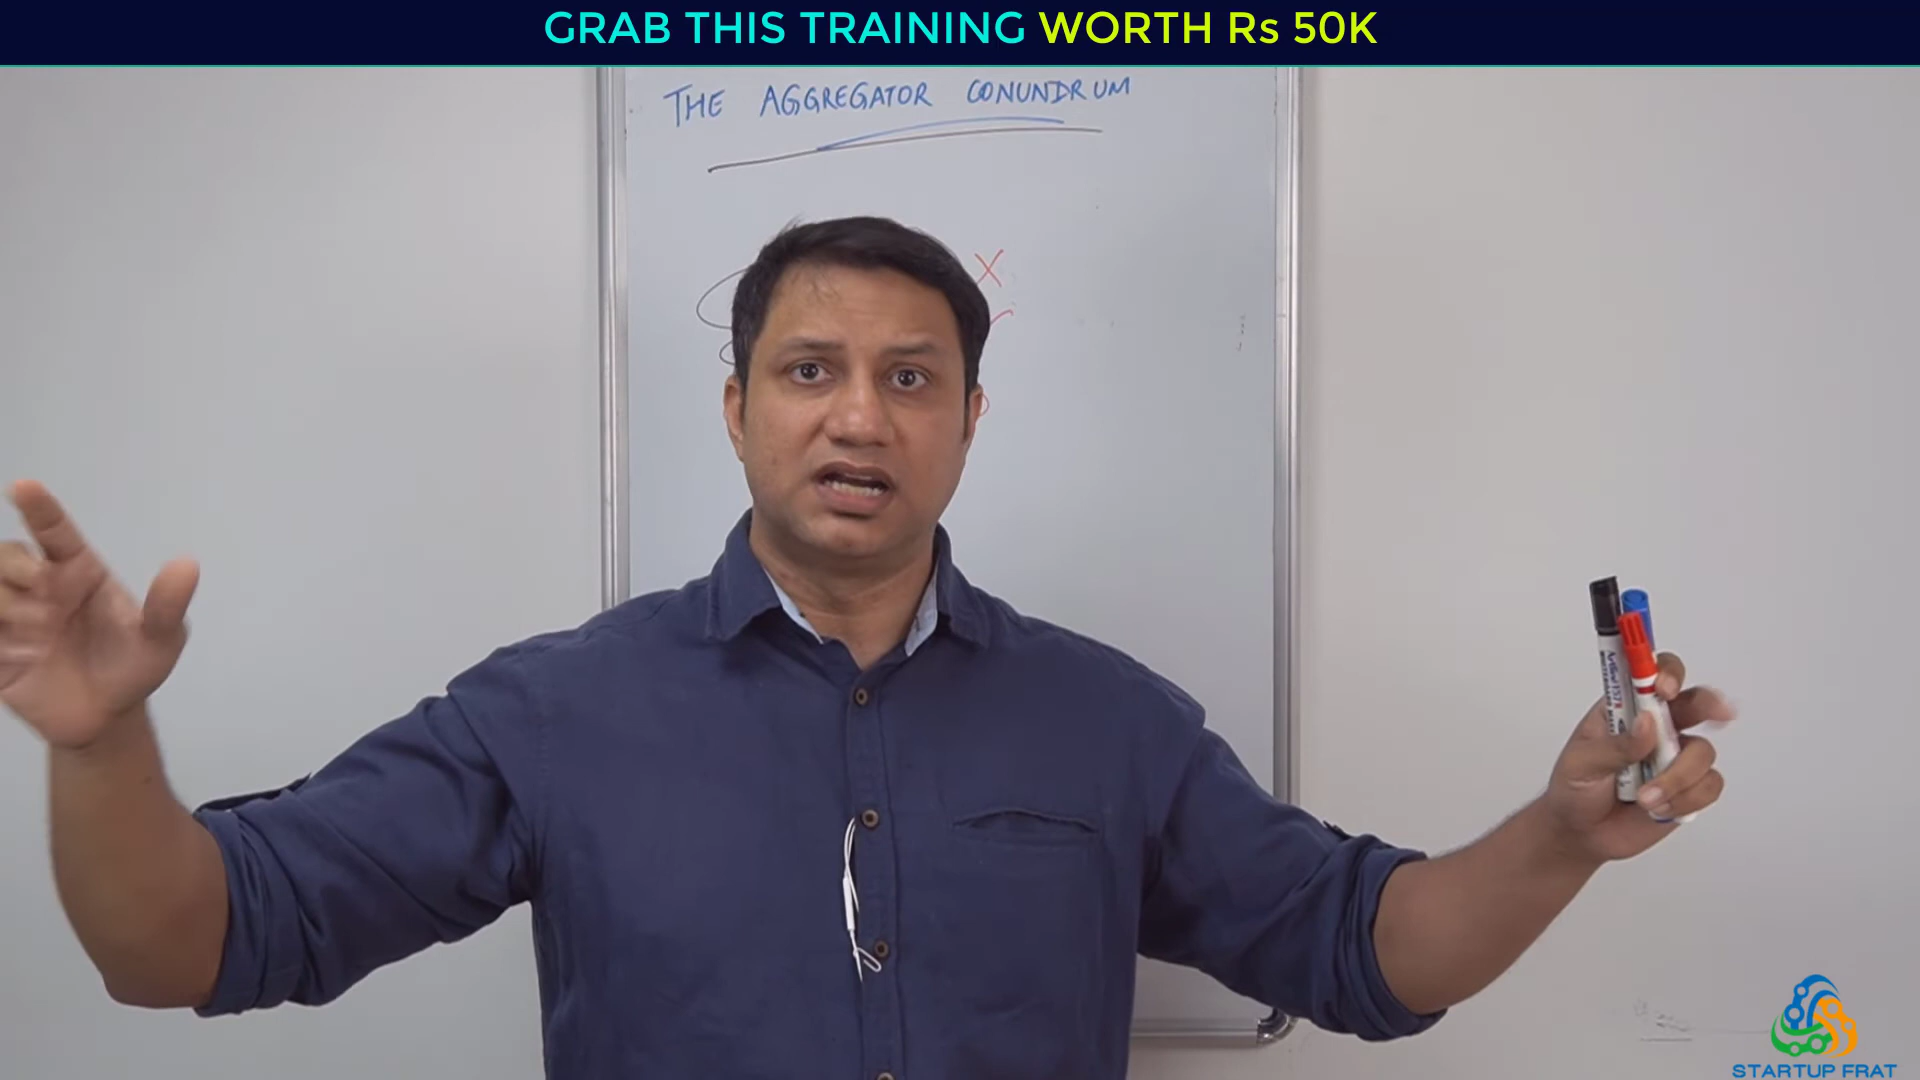 GRAB THIS TRAINING WORTH Rs 50K
THE AGGREGATOR CONUNDRUM
X
STARTUP FRAT